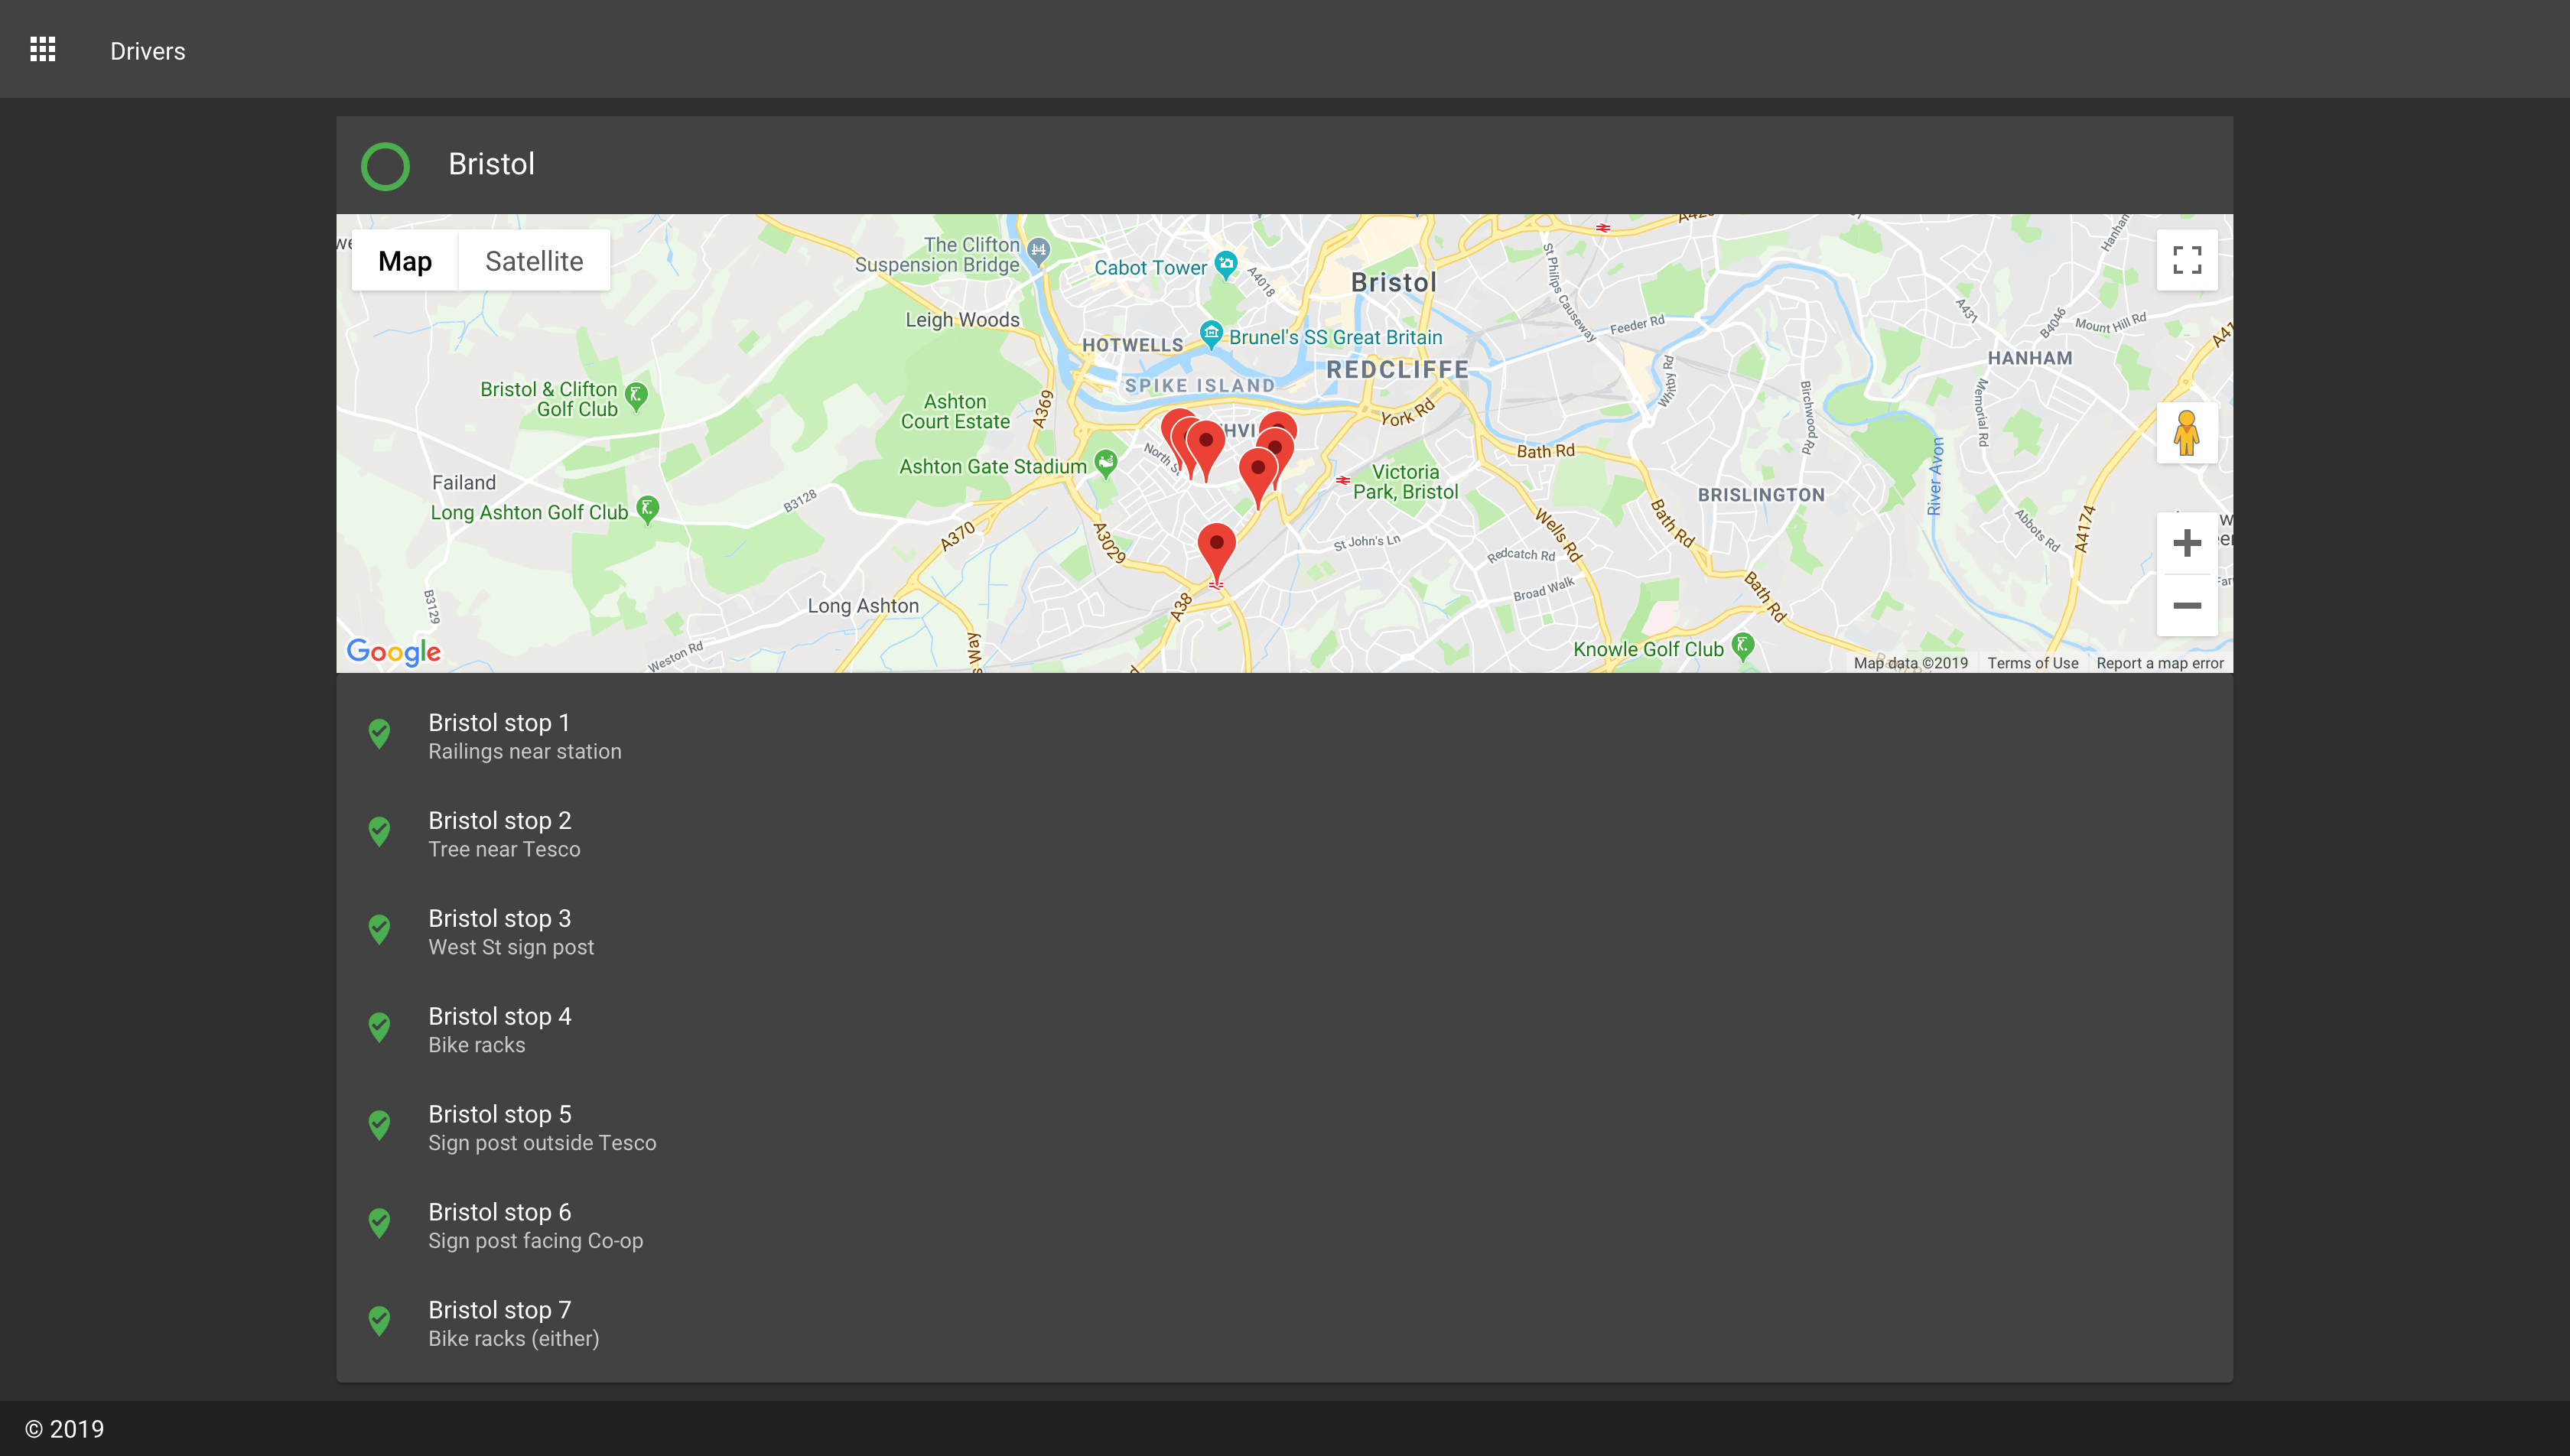 Drivers
Bristol
Map
Satellite
The Clifton
Suspension Bridge
Cabot Tower
A4018
Bristol
St Philips Causeway
Feeder Rd
A431
B4046
Mount Hill Rd
Hanham
Leigh Woods
HOTWELLS
Brunel's SS Great Britain
HANHAM
SPIKE ISLAND
REDCLIFFE
Whitby Rd
Birchwood Rd
Memorial Rd
Bristol & Clifton
Golf Club
Ashton
Court Estate
A369
York Rd
North S
Bath Rd
Ashton Gate Stadium
Victoria
Park, Bristol
River Avon
Failand
Long Ashton Golf Club
B3128
BRISLINGTON
A370
A3029
St John's Ln
Wells Rd
Bath Rd
Redcatch Rd
Abbots Rd
A4174
Broad Walk
Bath Rd
B3129
Long Ashton
A38
Weston Rd
s Way
Knowle Golf Club
Google
Map data ©2019
Terms of Use
Report a map error
Bristol stop 1
Railings near station
Bristol stop 2
Tree near Tesco
Bristol stop 3
West St sign post
Bristol stop 4
Bike racks
Bristol stop 5
Sign post outside Tesco
Bristol stop 6
Sign post facing Co-op
Bristol stop 7
Bike racks (either)
© 2019